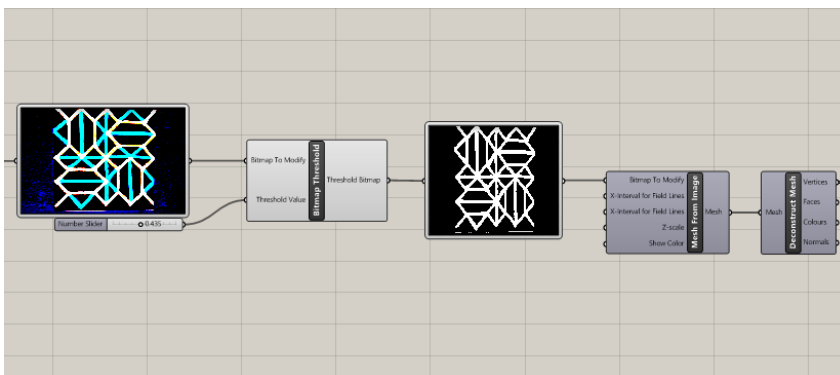 Number Slider
0.435
Bitmap To Modify
Threshold Value
Bitmap Threshold
Threshold Bitmap
Bitmap To Modify
X-Interval for Field Lines
X-Interval for Field Lines
Z-scale
Show Color
Mesh From Image
Mesh
Mesh
Deconstruct Mesh
Vertices
Faces
Colours
Normals